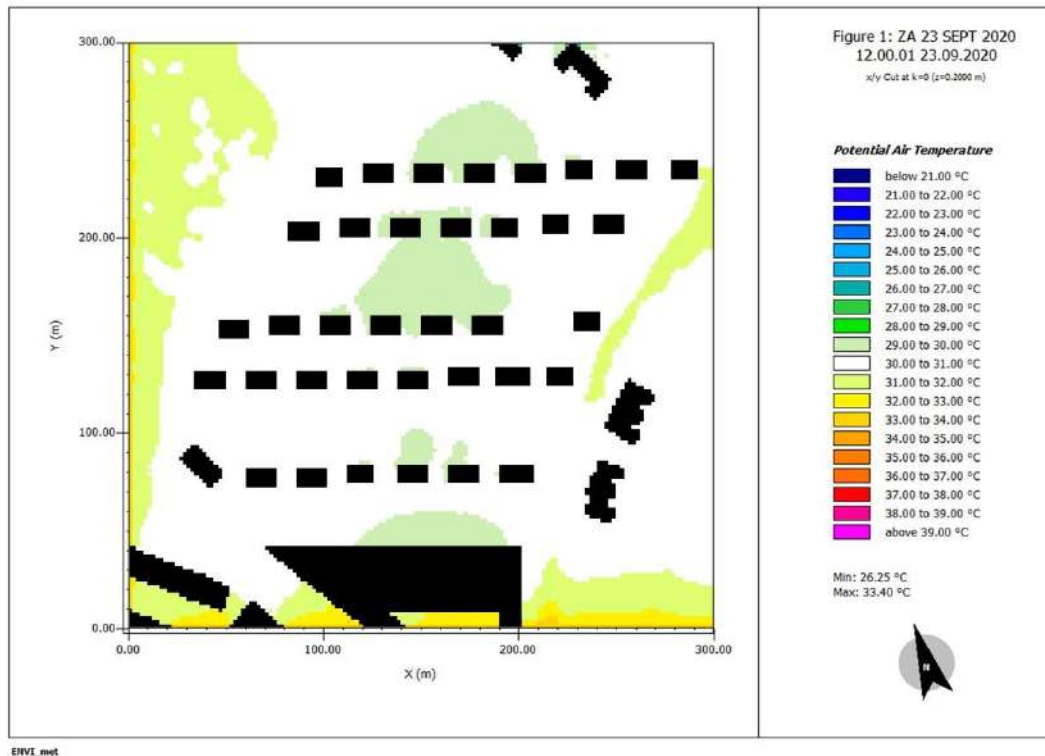 Figure 1: ZA 23 SEPT 2020
12.00.01 23.09.2020
x/y Cut at k=0 (z=0.2000 m)
Potential Air Temperature
below 21.00 °C
21.00 to 22.00 °C
22.00 to 23.00 °C
23.00 to 24.00 °C
24.00 to 25.00 °C
25.00 to 26.00 °C
26.00 to 27.00 °C
27.00 to 28.00 °C
28.00 to 29.00 °C
29.00 to 30.00 °C
30.00 to 31.00 °C
31.00 to 32.00 °C
32.00 to 33.00 °C
33.00 to 34.00 °C
34.00 to 35.00 °C
35.00 to 36.00 °C
36.00 to 37.00 °C
37.00 to 38.00 °C
38.00 to 39.00 °C
above 39.00 °C
Min: 26.25 °C
Max: 33.40 °C
N
300.00
200.00
100.00
0.00
Y (m)
0.00 100.00 200.00 300.00
X (m)
ENVI_met